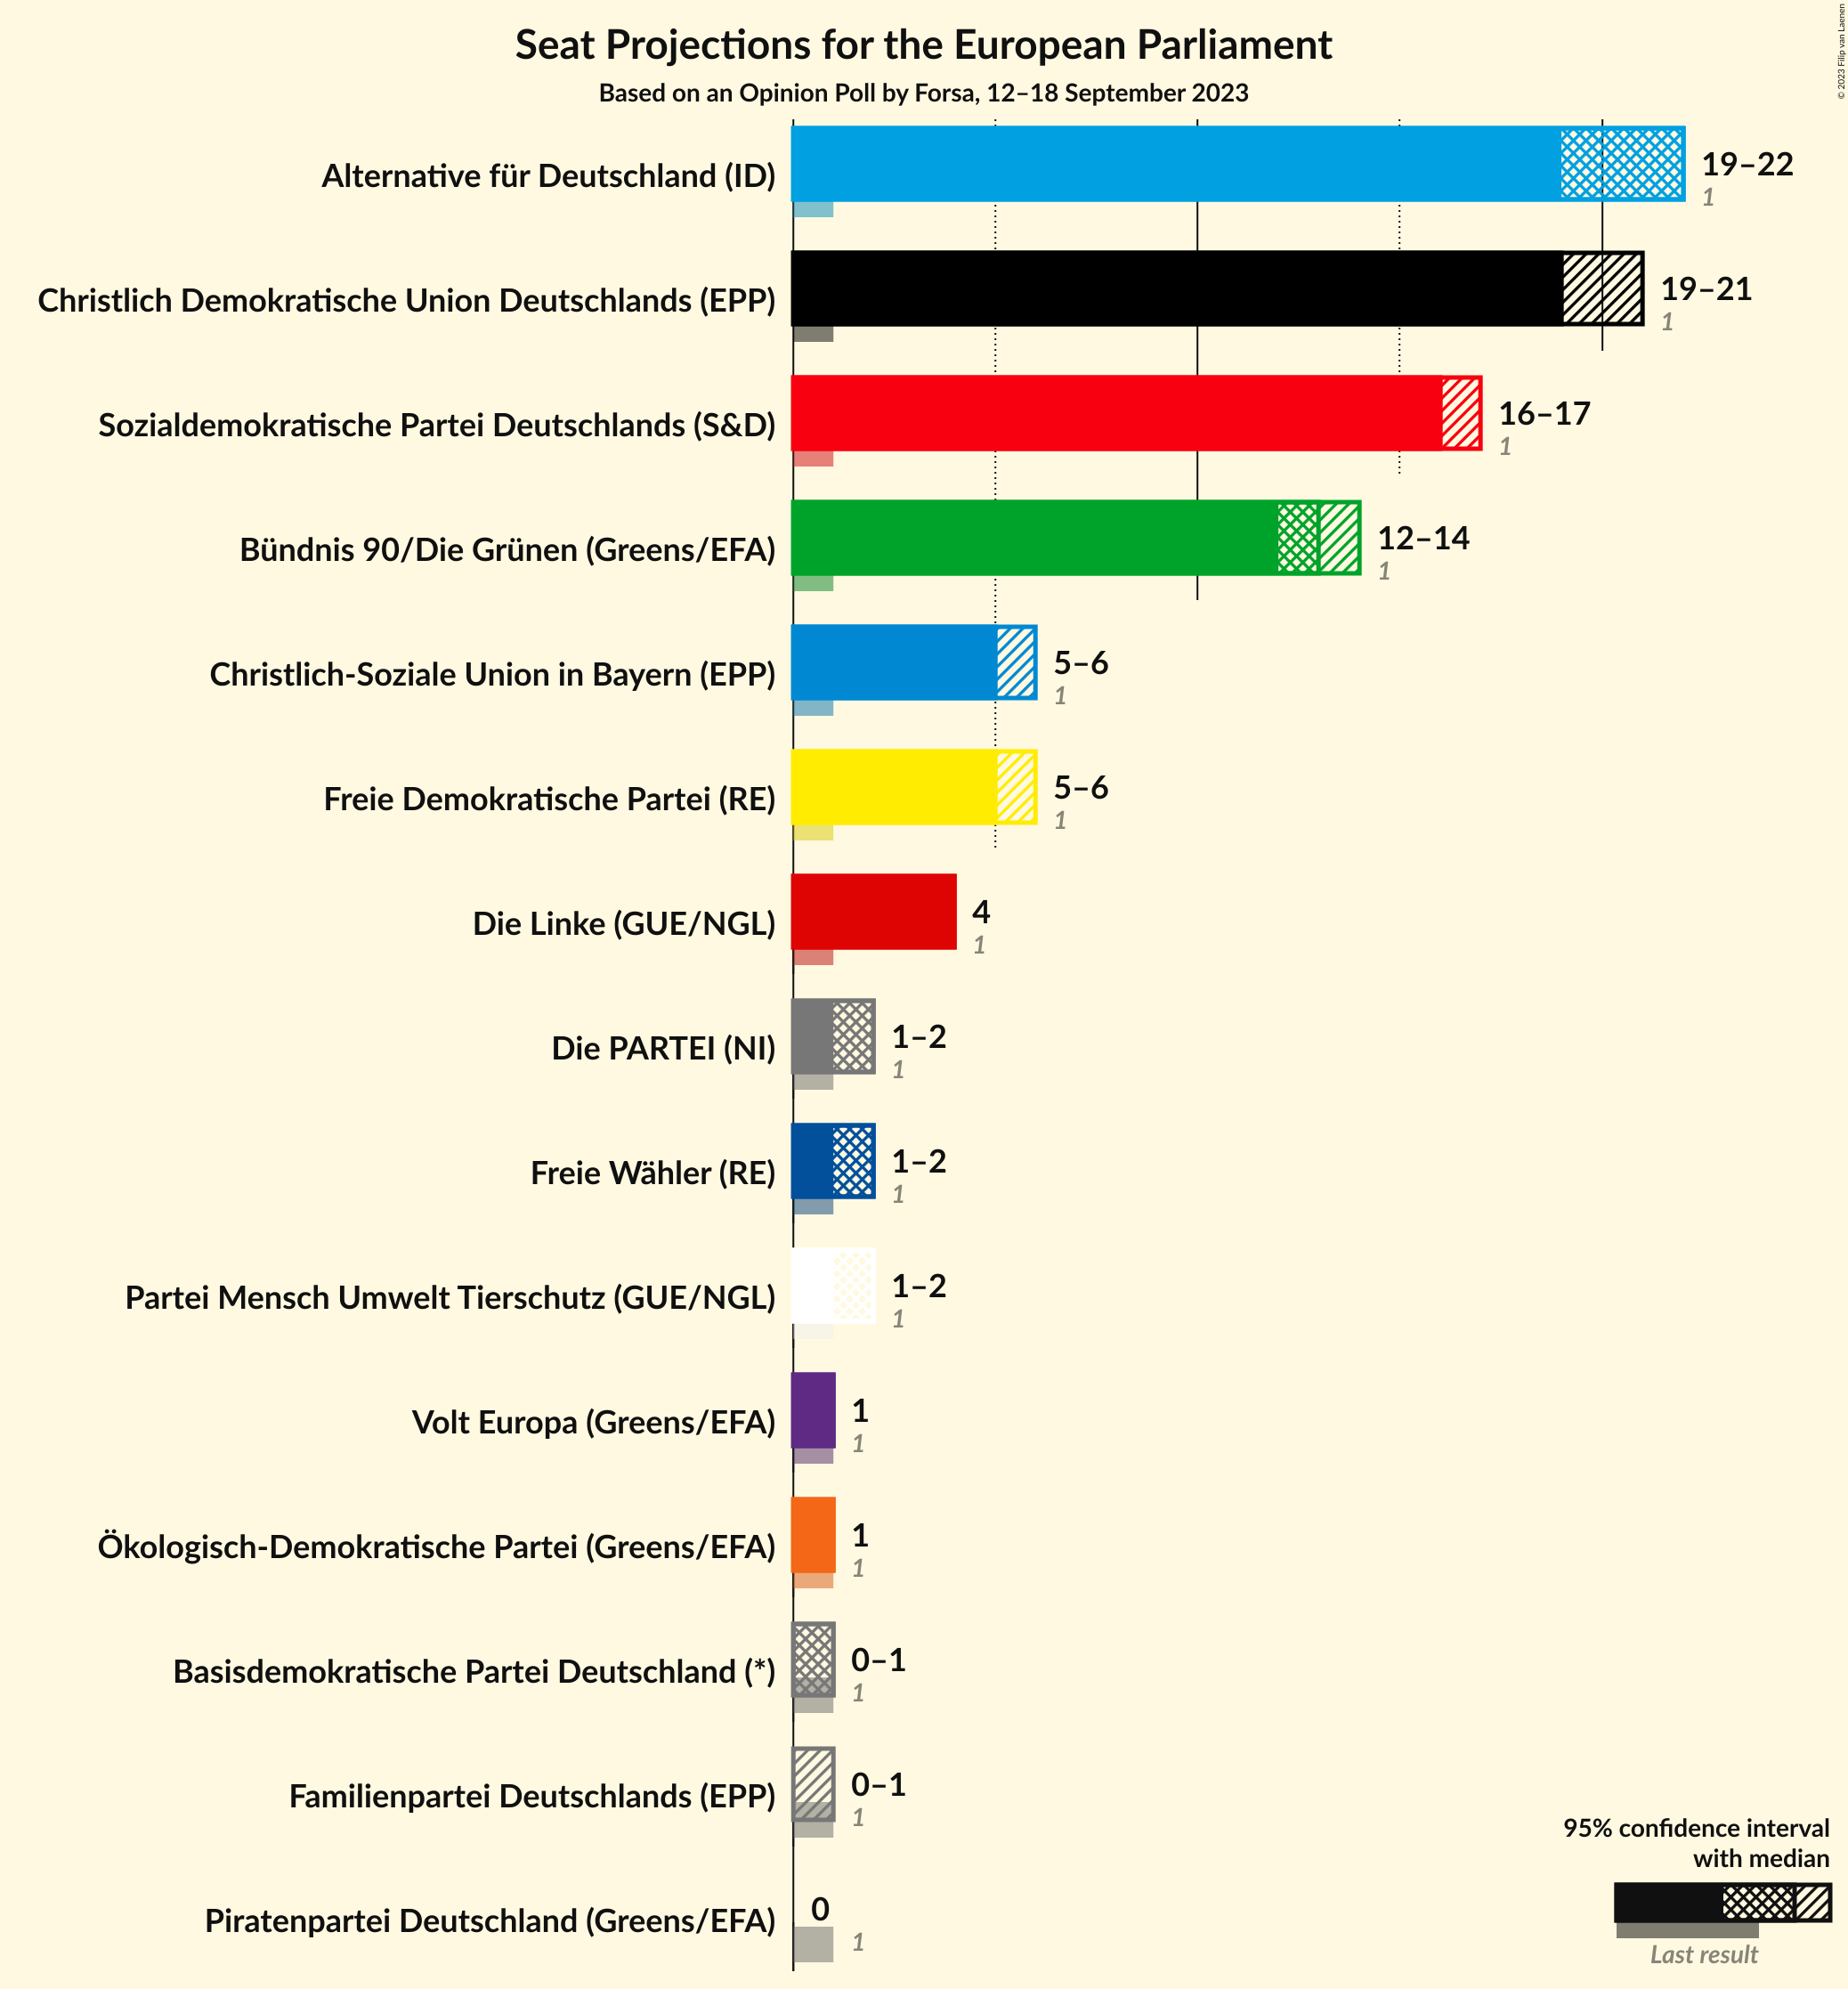 Seat Projections for the European Parliament
Based on an Opinion Poll by Forsa, 12–18 September 2023
© 2023 Filip van Laenen
Alternative für Deutschland (ID)
19–22
1
Christlich Demokratische Union Deutschlands (EPP)
19–21
1
Sozialdemokratische Partei Deutschlands (S&D)
16–17
1
Bündnis 90/Die Grünen (Greens/EFA)
12–14
1
Christlich-Soziale Union in Bayern (EPP)
5–6
1
Freie Demokratische Partei (RE)
5–6
1
Die Linke (GUE/NGL)
4
1
Die PARTEI (NI)
1–2
1
Freie Wähler (RE)
1–2
1
Partei Mensch Umwelt Tierschutz (GUE/NGL)
1–2
1
Volt Europa (Greens/EFA)
1
1
Ökologisch-Demokratische Partei (Greens/EFA)
1
1
Basisdemokratische Partei Deutschland (*)
0–1
1
Familienpartei Deutschlands (EPP)
0–1
1
Piratenpartei Deutschland (Greens/EFA)
0
1
95% confidence interval
with median
Last result